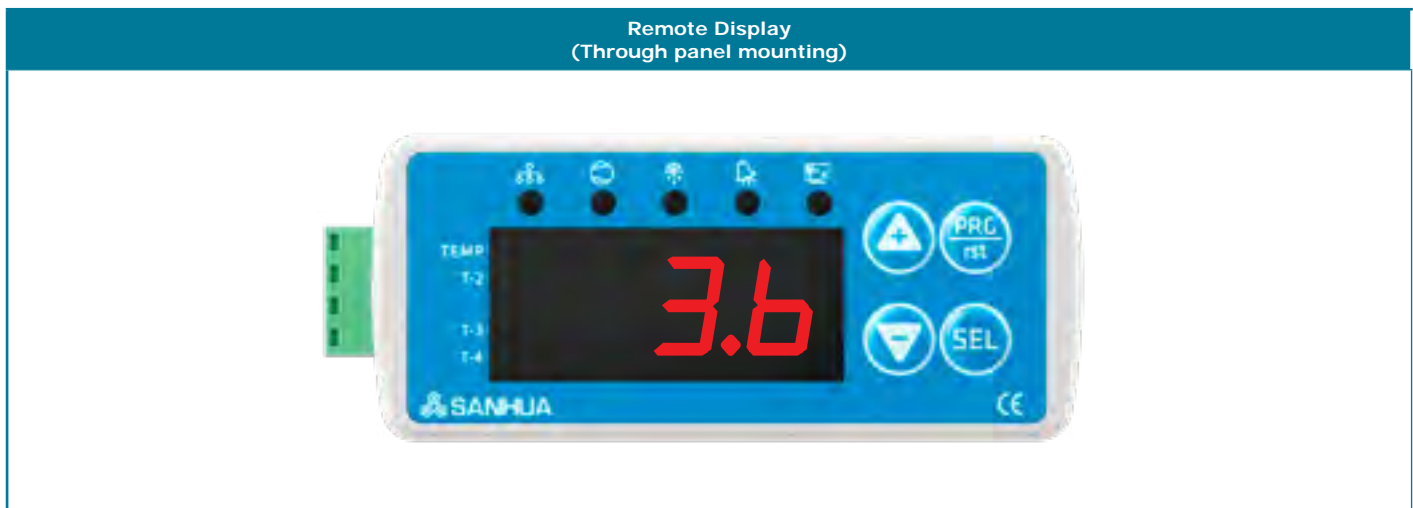 Remote Display
(Through panel mounting)
TEMP
T-2
T-3
T-4
3.6
+
PRG
rst
-
SEL
SANHUA
CE